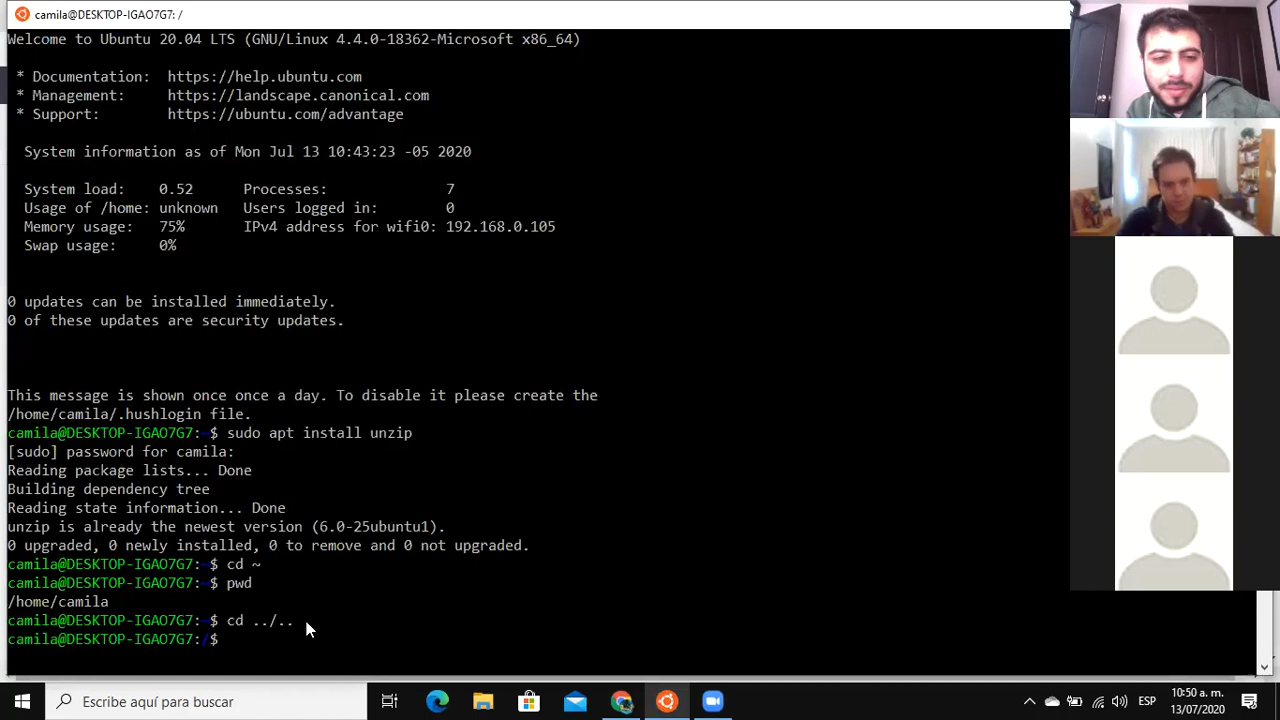 camila@DESKTOP-IGAO7G7: /
Welcome to Ubuntu 20.04 LTS (GNU/Linux 4.4.0-18362-Microsoft x86_64)
* Documentation: https://help.ubuntu.com
* Management: https://landscape.canonical.com
* Support: https://ubuntu.com/advantage
System information as of Mon Jul 13 10:43:23 -05 2020
System load: 0.52 Processes: 7
Usage of /home: unknown Users logged in: 0
Memory usage: 75% IPv4 address for wifi0: 192.168.0.105
Swap usage: 0%
0 updates can be installed immediately.
0 of these updates are security updates.
This message is shown once once a day. To disable it please create the
/home/camila/.hushlogin file.
camila@DESKTOP-IGAO7G7:~$ sudo apt install unzip
[sudo] password for camila:
Reading package lists... Done
Building dependency tree
Reading state information... Done
unzip is already the newest version (6.0-25ubuntu1).
0 upgraded, 0 newly installed, 0 to remove and 0 not upgraded.
camila@DESKTOP-IGAO7G7:~$ cd ~
camila@DESKTOP-IGAO7G7:~$ pwd
/home/camila
camila@DESKTOP-IGAO7G7:~$ cd ../..
camila@DESKTOP-IGAO7G7:/$
Escribe aquí para buscar
ESP
10:50 a. m.
13/07/2020